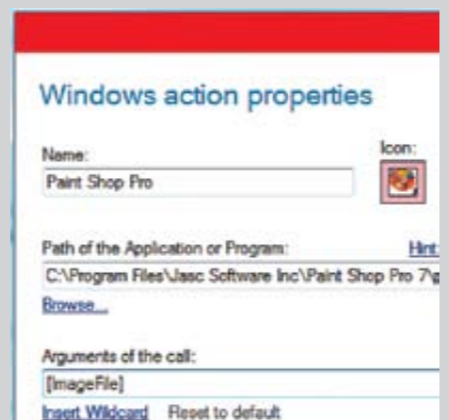 Windows action properties
Name:
Icon:
Paint Shop Pro
Path of the Application or Program:
Hint:
C:\Program Files\Jasc Software Inc\Paint Shop Pro 7\p
Browse...
Arguments of the call:
[ImageFile]
Insert Wildcard Reset to default